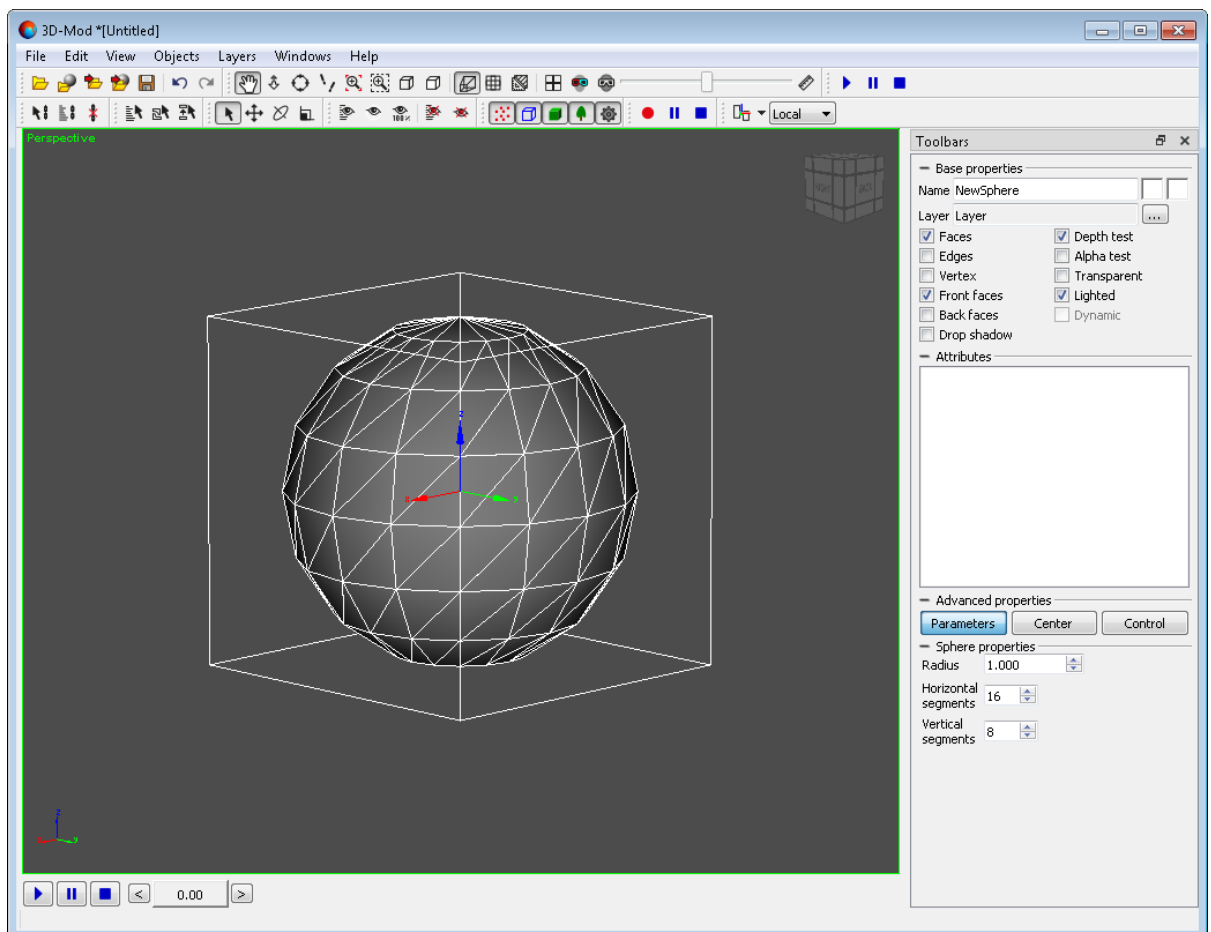 3D-Mod *[Untitled]
File Edit View Objects Layers Windows Help
100%
Local
Perspective
Toolbars
Base properties
Name NewSphere
Layer Layer ...
Faces Depth test
Edges Alpha test
Vertex Transparent
Front faces Lighted
Back faces Dynamic
Drop shadow
Attributes
z
x y
Advanced properties
Parameters Center Control
Sphere properties
Radius 1.000
Horizontal
segments 16
Vertical
segments 8
z
x y
< 0.00 >